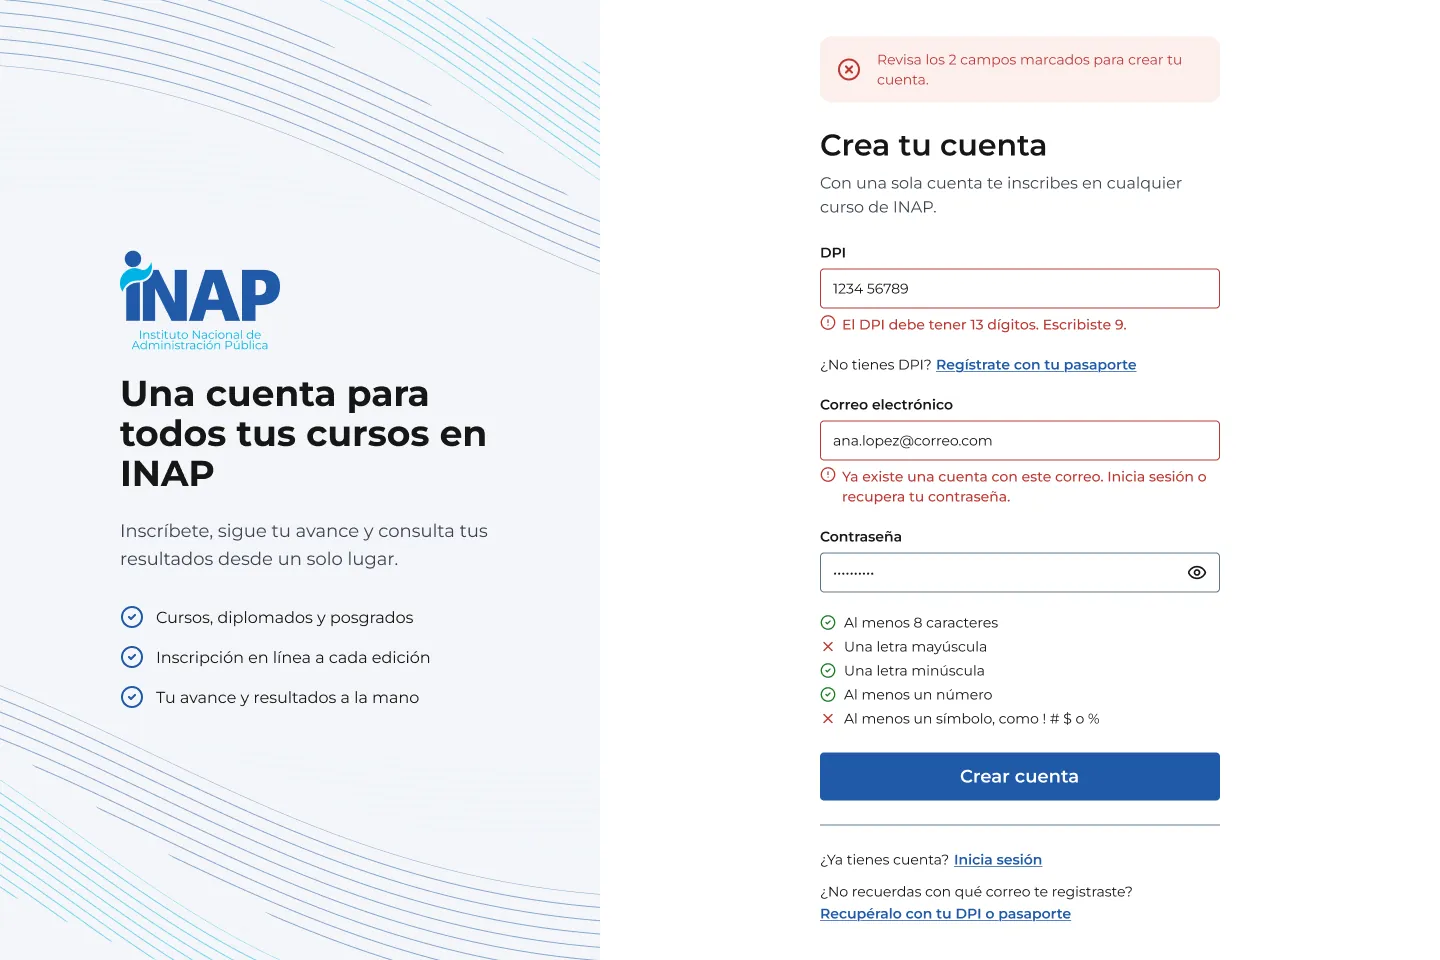 iNAP
Instituto Nacional de
Administración Pública
Una cuenta para
todos tus cursos en
INAP
Inscríbete, sigue tu avance y consulta tus
resultados desde un solo lugar.
Cursos, diplomados y posgrados
Inscripción en línea a cada edición
Tu avance y resultados a la mano
Revisa los 2 campos marcados para crear tu
cuenta.
Crea tu cuenta
Con una sola cuenta te inscribes en cualquier
curso de INAP.
DPI
1234 56789
El DPI debe tener 13 dígitos. Escribiste 9.
¿No tienes DPI? Regístrate con tu pasaporte
Correo electrónico
ana.lopez@correo.com
Ya existe una cuenta con este correo. Inicia sesión o
recupera tu contraseña.
Contraseña
··········
Al menos 8 caracteres
Una letra mayúscula
Una letra minúscula
Al menos un número
Al menos un símbolo, como ! # $ o %
Crear cuenta
¿Ya tienes cuenta? Inicia sesión
¿No recuerdas con qué correo te registraste?
Recupéralo con tu DPI o pasaporte